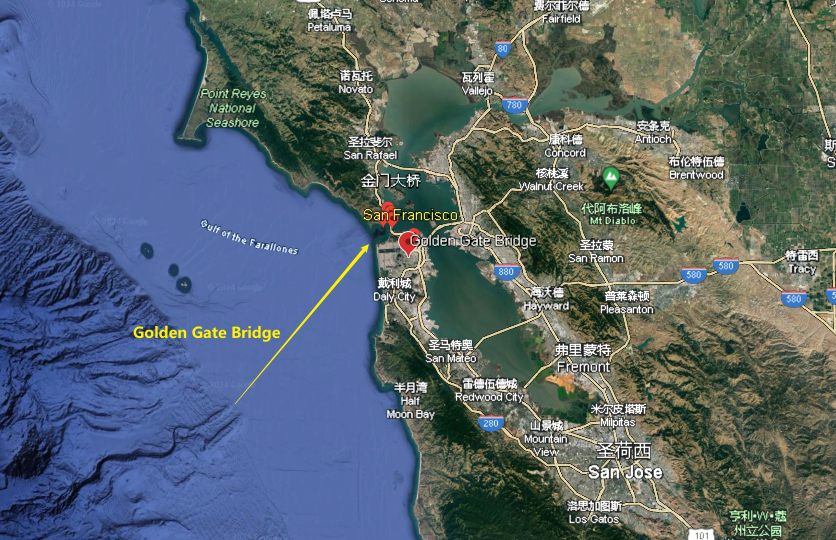 佩塔卢马
Petaluma
费尔菲尔德
Fairfield
80
诺瓦托
Novato
瓦列霍
Vallejo
780
Point Reyes
National
Seashore
圣拉斐尔
San Rafael
康科德
Concord
安条克
Antioch
布伦特伍德
Brentwood
金门大桥
核桃溪
Walnut Creek
代阿布洛峰
Mt Diablo
San Francisco
Golden Gate Bridge
Gulf of the Farallones
圣拉蒙
San Ramon
特雷西
Tracy
880
580
580
580
戴利城
Daly City
海沃德
Hayward
普莱森顿
Pleasanton
Golden Gate Bridge
圣马特奥
San Mateo
弗里蒙特
Fremont
半月湾
Half
Moon Bay
雷德伍德城
Redwood City
280
米尔皮塔斯
Milpitas
山景城
Mountain
View
圣荷西
San Jose
洛思加图斯
Los Gatos
101
亨利·W·蔻
州立公园